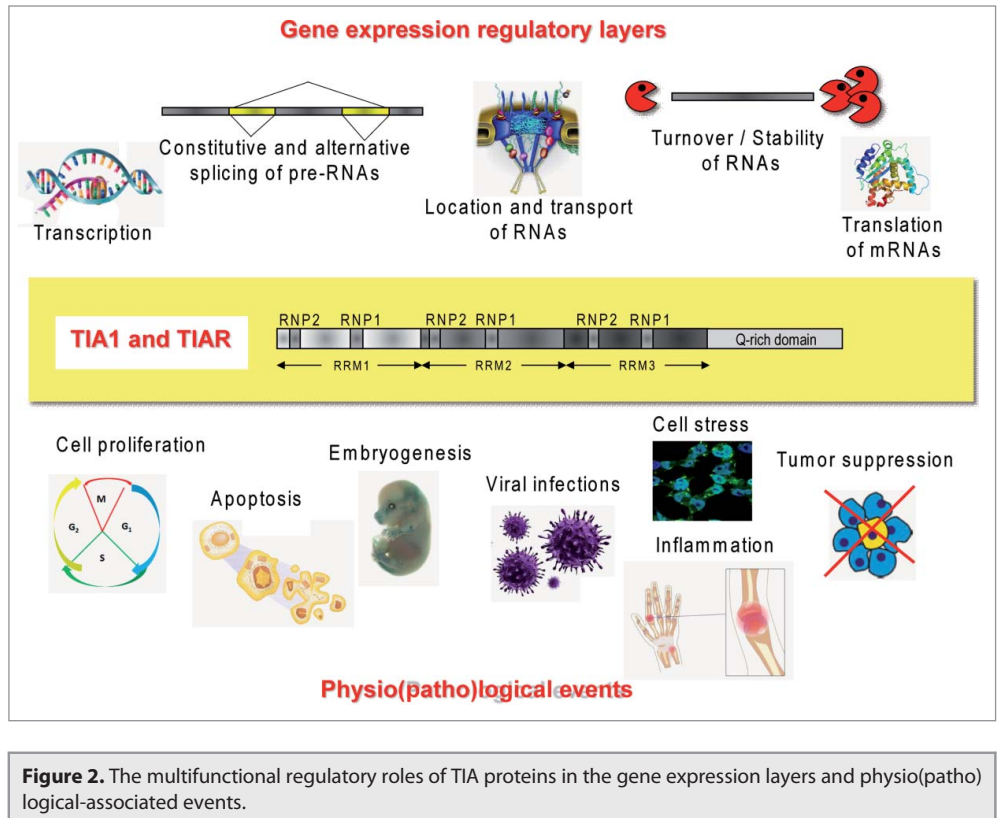 Gene expression regulatory layers
Transcription
Constitutive and alternative
splicing of pre-RNAs
Location and transport
of RNAs
Turnover / Stability
of RNAs
Translation
of mRNAs
TIA1 and TIAR
RNP2 RNP1 RNP2 RNP1 RNP2 RNP1
Q-rich domain
RRM1 RRM2 RRM3
Cell proliferation
M
G₂ G₁
S
Apoptosis
Embryogenesis
Viral infections
Cell stress
Inflammation
Tumor suppression
Physio(patho)logical events
Figure 2. The multifunctional regulatory roles of TIA proteins in the gene expression layers and physio(patho)
logical-associated events.